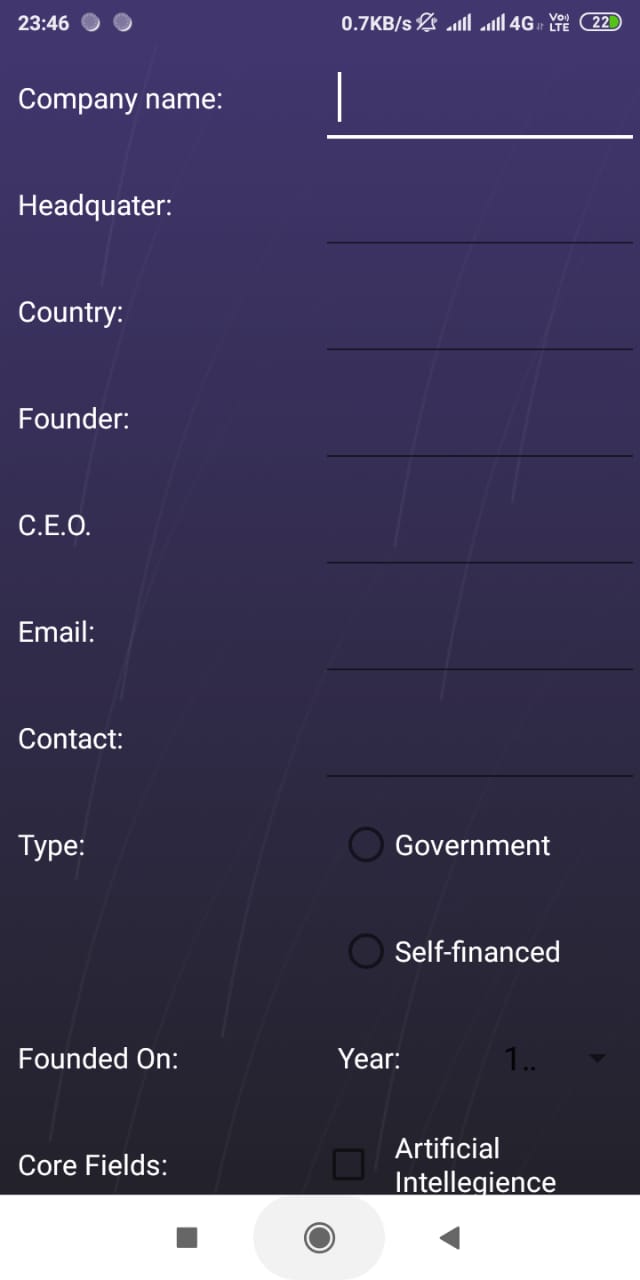 23:46 0.7KB/s 4G Vo)) LTE 22
Company name:
Headquater:
Country:
Founder:
C.E.O.
Email:
Contact:
Type: Government
Self-financed
Founded On: Year: 1..
Core Fields: Artificial
Intellegience